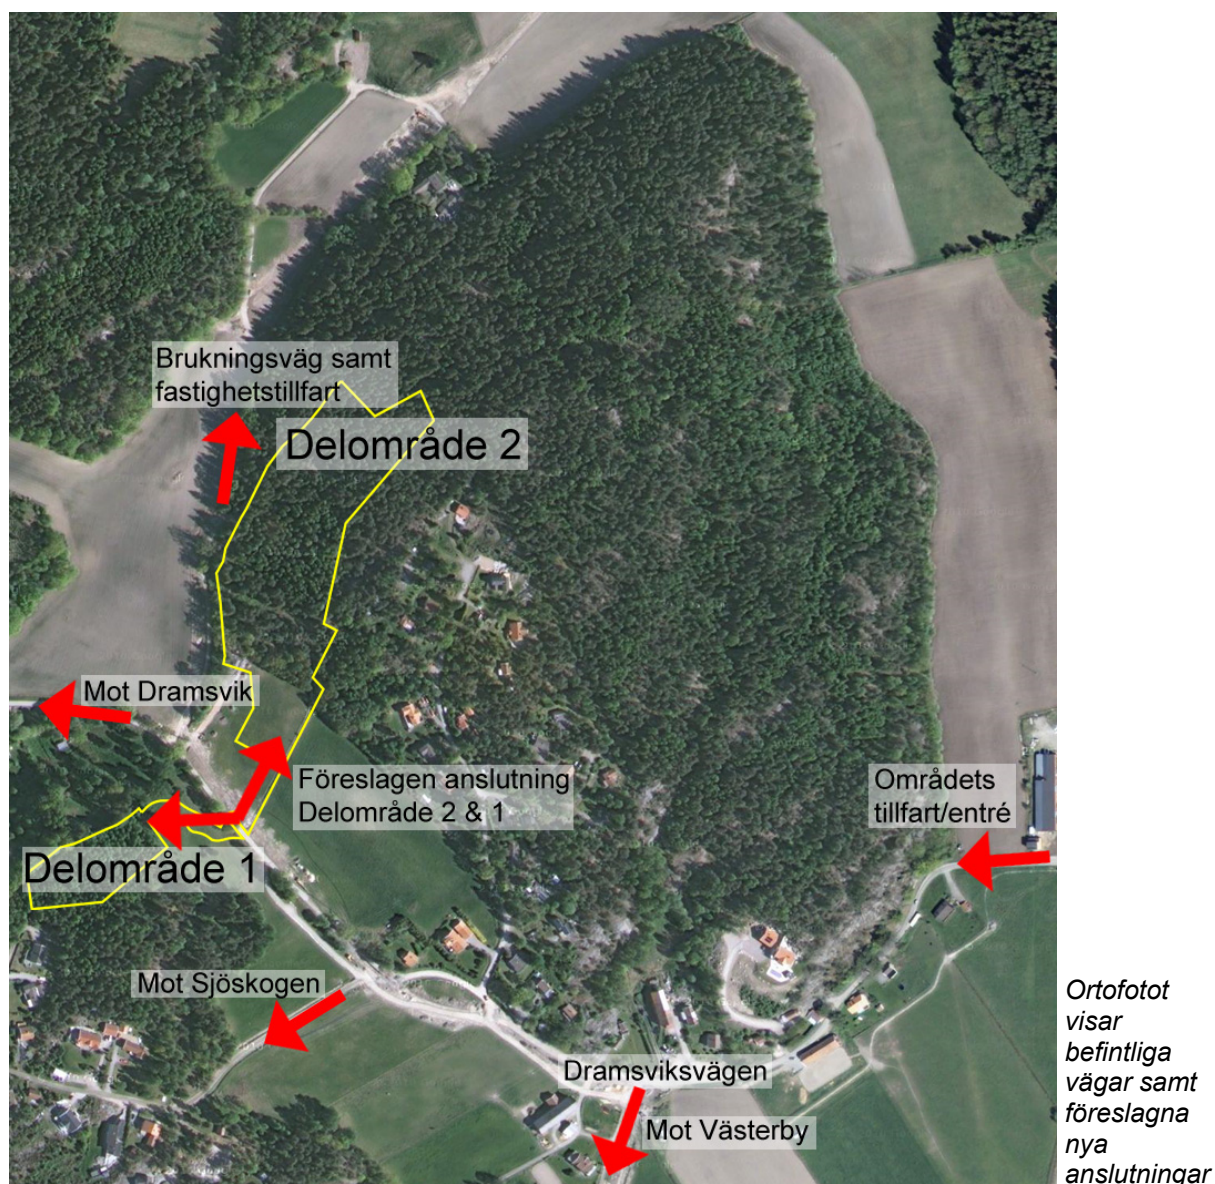 Brukningsväg samt
fastighetstillfart
Delområde 2
Mot Dramsvik
Föreslagen anslutning
Delområde 2 & 1
Områdets
tillfart/entré
Delområde 1
Mot Sjöskogen
Dramsviksvägen
Mot Västerby
Ortofotot
visar
befintliga
vägar samt
föreslagna
nya
anslutningar